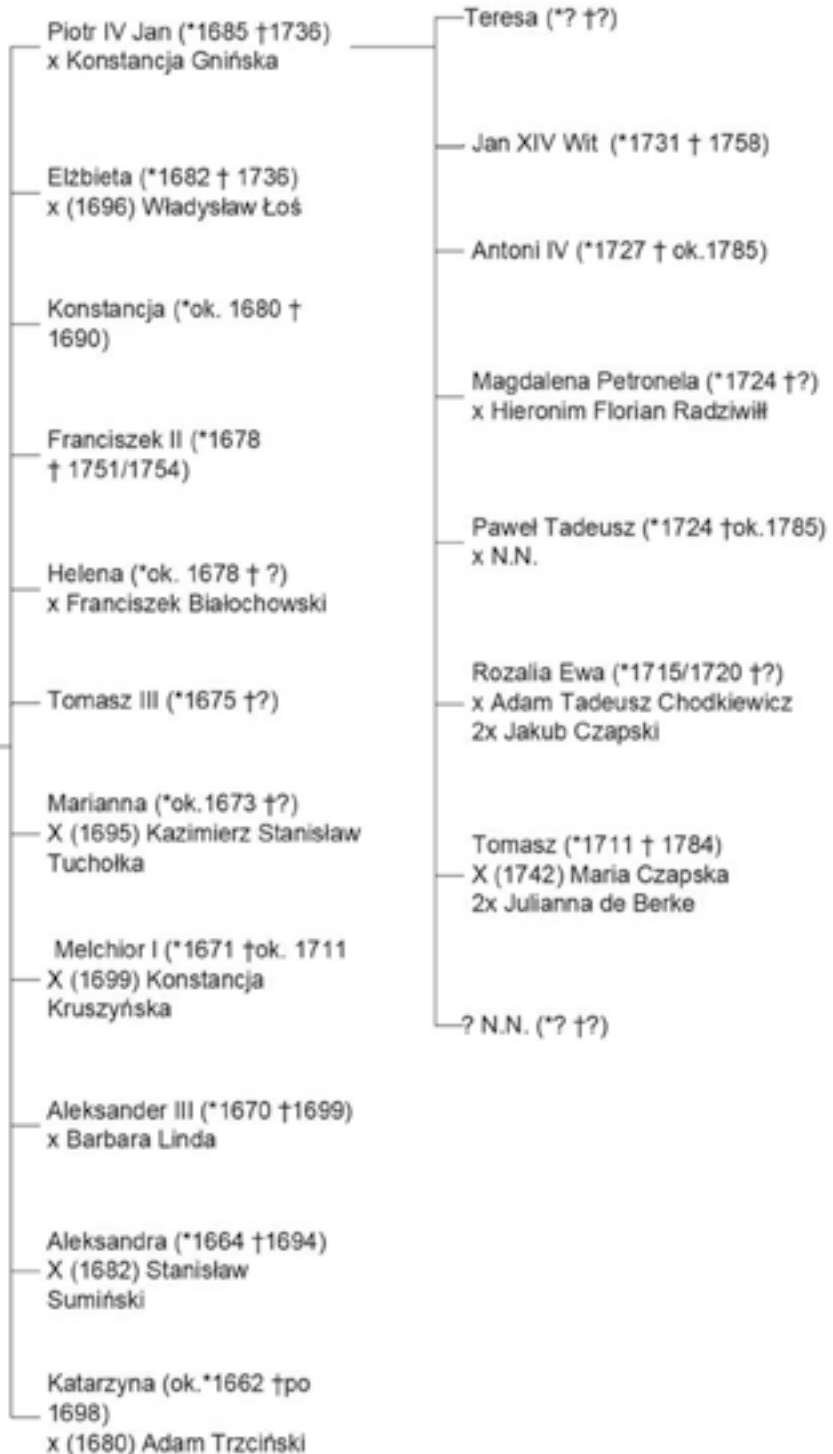 Piotr IV Jan (*1685 †1736)
x Konstancja Gnińska
Elżbieta (*1682 † 1736)
x (1696) Władysław Łoś
Konstancja (*ok. 1680 †
1690)
Franciszek II (*1678
† 1751/1754)
Helena (*ok. 1678 † ?)
x Franciszek Białochowski
Tomasz III (*1675 †?)
Marianna (*ok.1673 †?)
X (1695) Kazimierz Stanisław
Tuchołka
Melchior I (*1671 †ok. 1711
X (1699) Konstancja
Kruszyńska
Aleksander III (*1670 †1699)
x Barbara Linda
Aleksandra (*1664 †1694)
X (1682) Stanisław
Sumiński
Katarzyna (ok.*1662 †po
1698)
x (1680) Adam Trzciński
Teresa (*? †?)
Jan XIV Wit (*1731 † 1758)
Antoni IV (*1727 † ok.1785)
Magdalena Petronela (*1724 †?)
x Hieronim Florian Radziwiłł
Paweł Tadeusz (*1724 †ok.1785)
x N.N.
Rozalia Ewa (*1715/1720 †?)
x Adam Tadeusz Chodkiewicz
2x Jakub Czapski
Tomasz (*1711 † 1784)
X (1742) Maria Czapska
2x Julianna de Berke
? N.N. (*? †?)